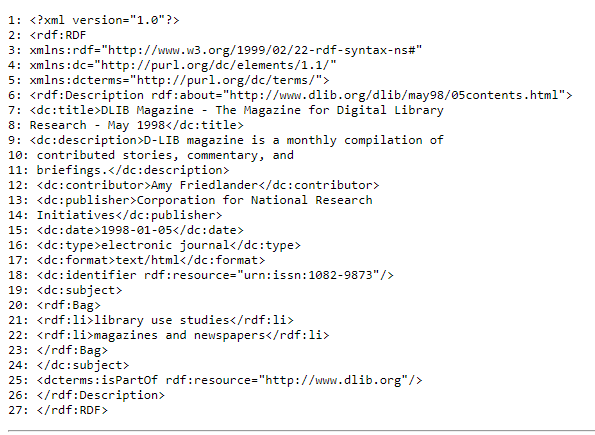 1: <?xml version="1.0"?>
2: <rdf:RDF
3: xmlns:rdf="http://www.w3.org/1999/02/22-rdf-syntax-ns#"
4: xmlns:dc="http://purl.org/dc/elements/1.1/"
5: xmlns:dcterms="http://purl.org/dc/terms/">
6: <rdf:Description rdf:about="http://www.dlib.org/dlib/may98/05contents.html">
7: <dc:title>DLIB Magazine - The Magazine for Digital Library
8: Research - May 1998</dc:title>
9: <dc:description>D-LIB magazine is a monthly compilation of
10: contributed stories, commentary, and
11: briefings.</dc:description>
12: <dc:contributor>Amy Friedlander</dc:contributor>
13: <dc:publisher>Corporation for National Research
14: Initiatives</dc:publisher>
15: <dc:date>1998-01-05</dc:date>
16: <dc:type>electronic journal</dc:type>
17: <dc:format>text/html</dc:format>
18: <dc:identifier rdf:resource="urn:issn:1082-9873"/>
19: <dc:subject>
20: <rdf:Bag>
21: <rdf:li>library use studies</rdf:li>
22: <rdf:li>magazines and newspapers</rdf:li>
23: </rdf:Bag>
24: </dc:subject>
25: <dcterms:isPartOf rdf:resource="http://www.dlib.org"/>
26: </rdf:Description>
27: </rdf:RDF>